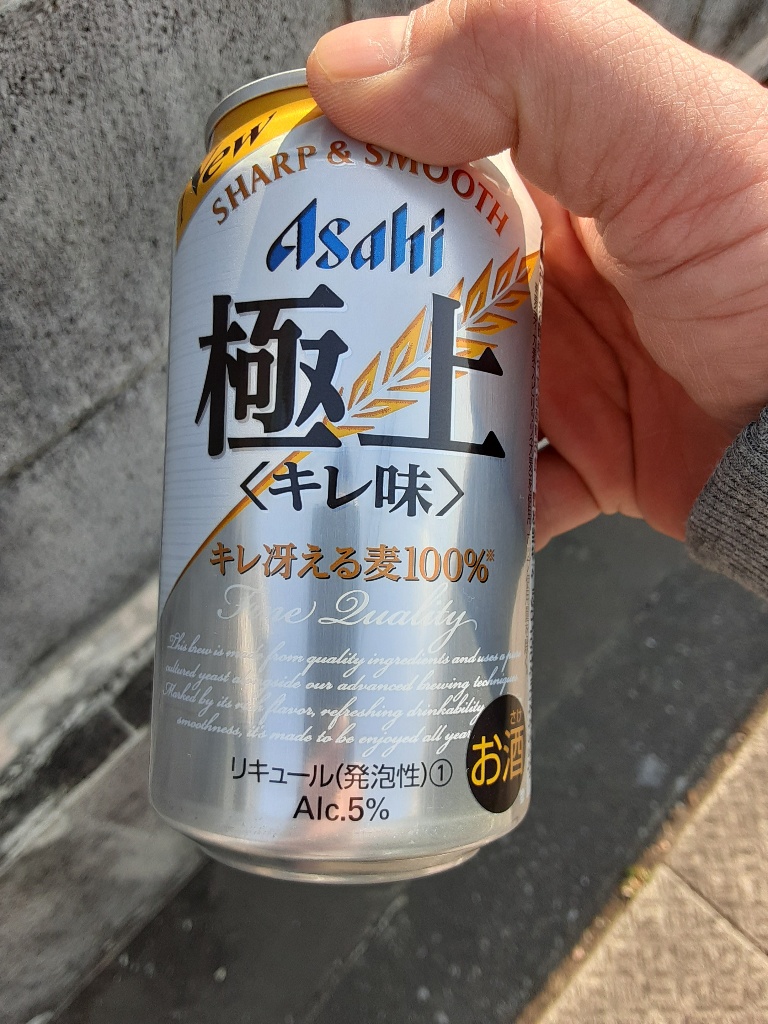 New
SHARP & SMOOTH
Asahi
極上
〈キレ味〉
キレ冴える麦100%※
Fine Quality
This brew is made from quality ingredients and uses a pure
cultured yeast alongside our advanced brewing techniques.
Marked by its rich flavor, refreshing drinkability
smoothness, it's made to be enjoyed all year
さけ
お酒
リキュール(発泡性)①
Alc.5%